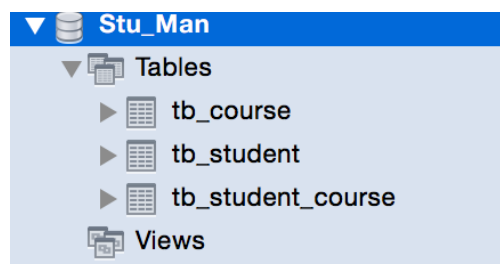 Stu_Man
Tables
tb_course
tb_student
tb_student_course
Views